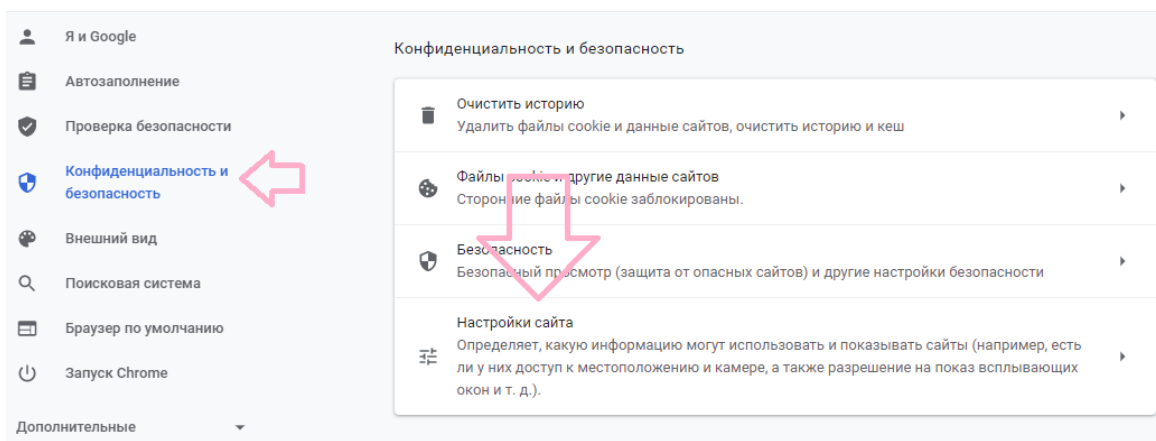 Я и Google
Автозаполнение
Проверка безопасности
Конфиденциальность и
безопасность
Внешний вид
Поисковая система
Браузер по умолчанию
Запуск Chrome
Дополнительные
Конфиденциальность и безопасность
Очистить историю
Удалить файлы cookie и данные сайтов, очистить историю и кеш
Файлы cookie и другие данные сайтов
Сторонние файлы cookie заблокированы.
Безопасность
Безопасный просмотр (защита от опасных сайтов) и другие настройки безопасности
Настройки сайта
Определяет, какую информацию могут использовать и показывать сайты (например, есть
ли у них доступ к местоположению и камере, а также разрешение на показ всплывающих
окон и т. д.).